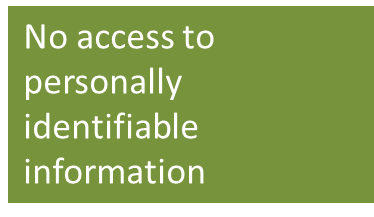 No access to
personally
identifiable
information